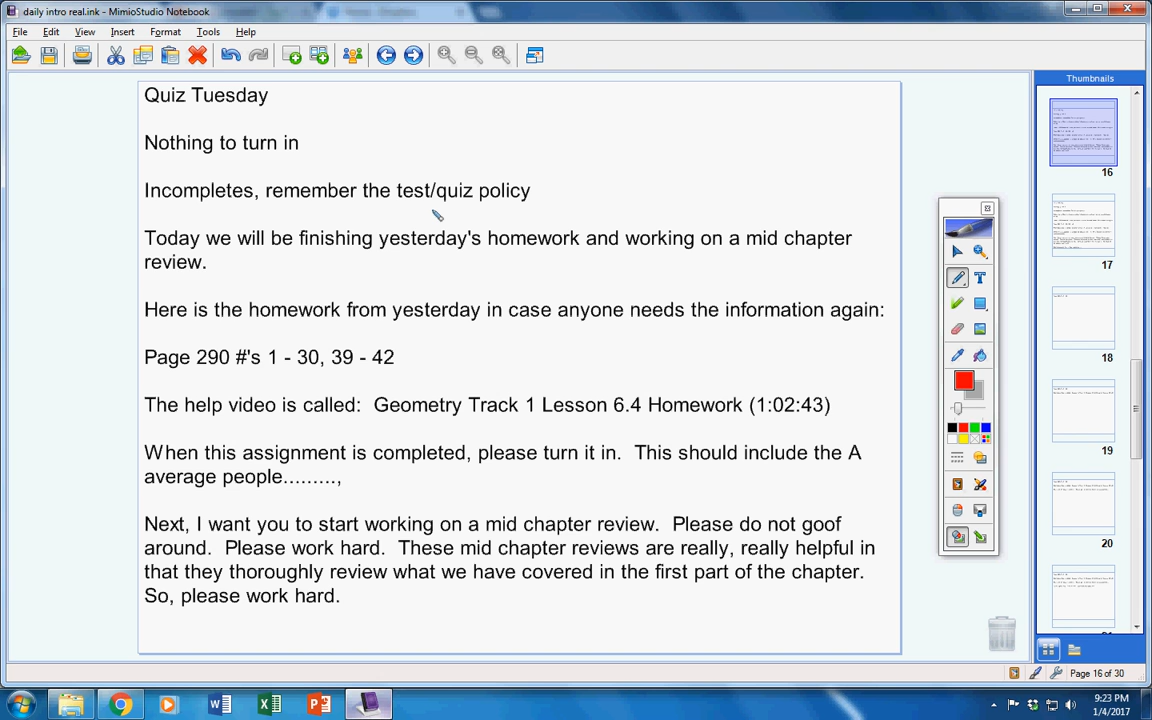 daily intro real.ink - MimioStudio Notebook
File Edit View Insert Format Tools Help
Thumbnails
Quiz Tuesday
Nothing to turn in
Incompletes, remember the test/quiz policy
Today we will be finishing yesterday's homework and working on a mid chapter
review.
Here is the homework from yesterday in case anyone needs the information again:
Page 290 #'s 1 - 30, 39 - 42
The help video is called:  Geometry Track 1 Lesson 6.4 Homework (1:02:43)
When this assignment is completed, please turn it in.  This should include the A
average people.........,
Next, I want you to start working on a mid chapter review.  Please do not goof
around.  Please work hard.  These mid chapter reviews are really, really helpful in
that they thoroughly review what we have covered in the first part of the chapter.
So, please work hard.
16
17
18
19
20
Page 16 of 30
9:23 PM
1/4/2017